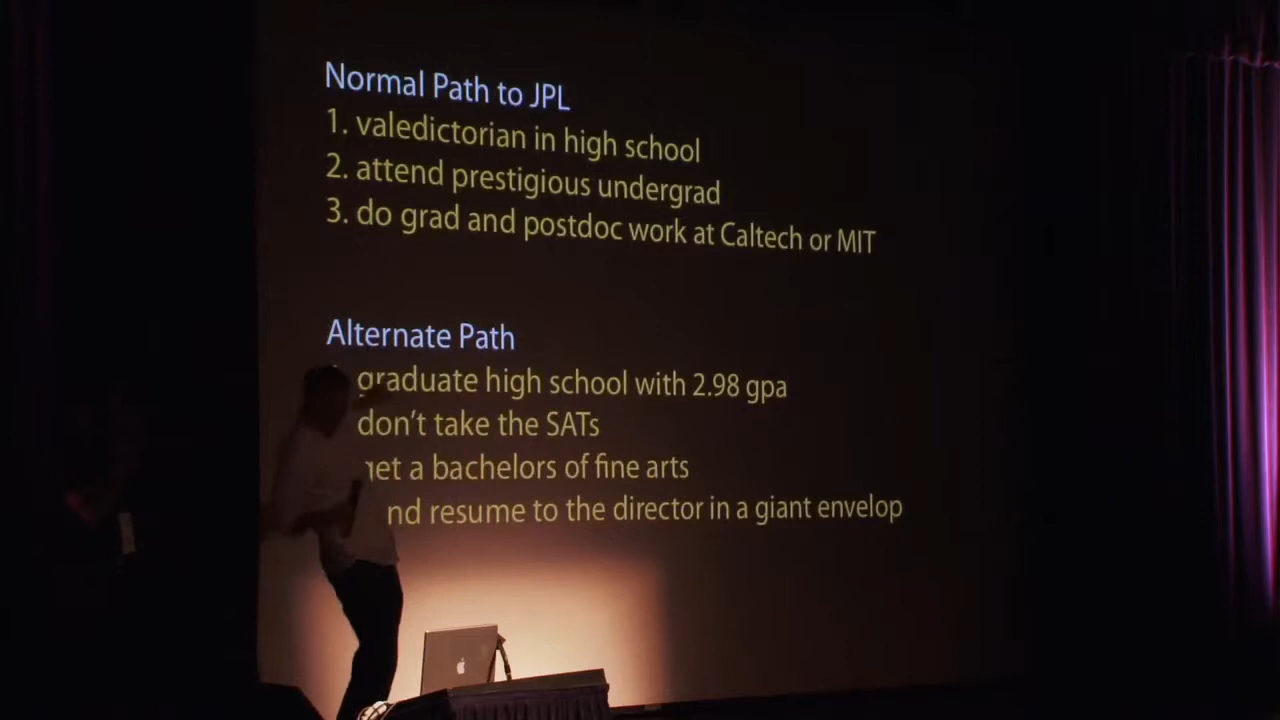 Normal Path to JPL
1. valedictorian in high school
2. attend prestigious undergrad
3. do grad and postdoc work at Caltech or MIT
Alternate Path
graduate high school with 2.98 gpa
don't take the SATs
get a bachelors of fine arts
nd resume to the director in a giant envelop